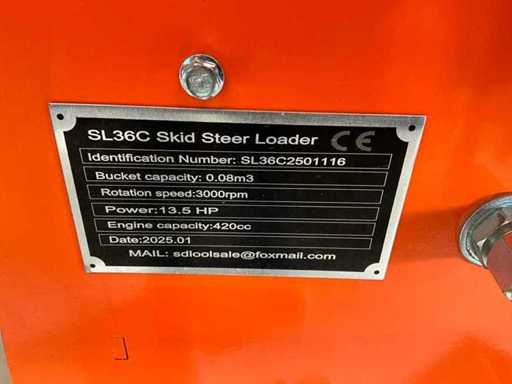 SL36C Skid Steer Loader CE
Identification Number: SL36C2501116
Bucket capacity: 0.08m3
Rotation speed:3000rpm
Power:13.5 HP
Engine capacity:420cc
Date:2025.01
MAIL: sdloolsale@foxmail.com